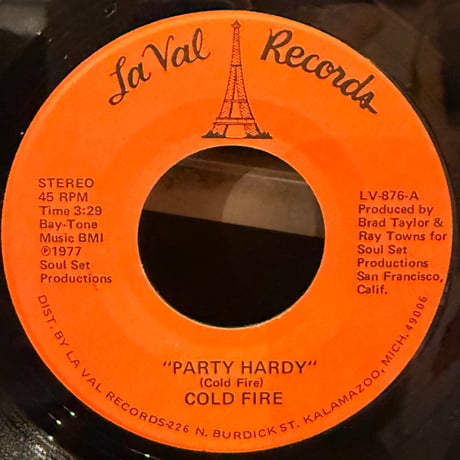 La Val Records
STEREO
45 RPM
Time 3:29
Bay-Tone
Music BMI
℗1977
Soul Set
Productions
LV-876-A
Produced by
Brad Taylor &
Ray Towns for
Soul Set
Productions
San Francisco,
Calif.
"PARTY HARDY"
(Cold Fire)
COLD FIRE
DIST. BY LA VAL RECORDS-226 N. BURDICK ST. KALAMAZOO, MICH. 49006